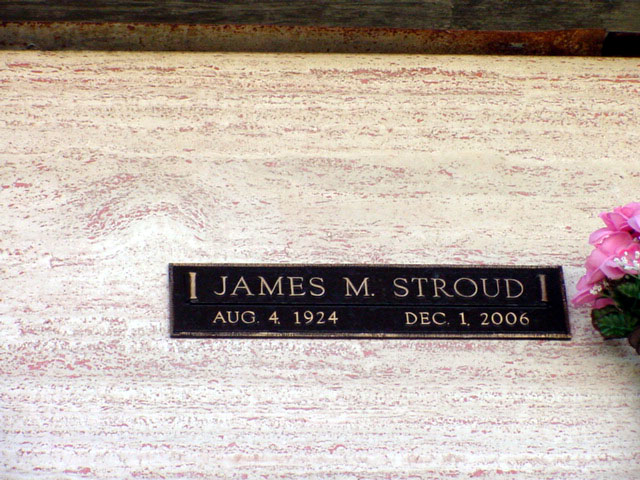 JAMES M. STROUD
AUG. 4, 1924 DEC. 1, 2006